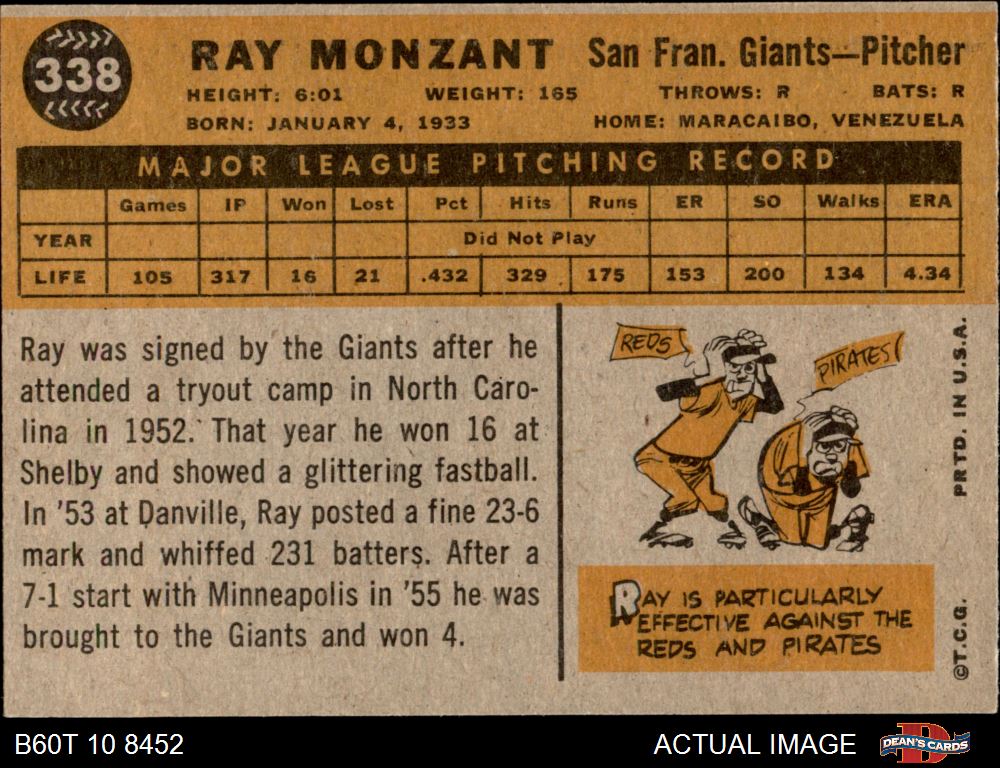 338
RAY MONZANT San Fran. Giants—Pitcher
HEIGHT: 6:01 WEIGHT: 165 THROWS: R BATS: R
BORN: JANUARY 4, 1933 HOME: MARACAIBO, VENEZUELA
MAJOR LEAGUE PITCHING RECORD
Games IP Won Lost Pct Hits Runs ER SO Walks ERA
YEAR Did Not Play
LIFE 105 317 16 21 .432 329 175 153 200 134 4.34
Ray was signed by the Giants after he
attended a tryout camp in North Caro-
lina in 1952. That year he won 16 at
Shelby and showed a glittering fastball.
In '53 at Danville, Ray posted a fine 23-6
mark and whiffed 231 batters. After a
7-1 start with Minneapolis in '55 he was
brought to the Giants and won 4.
REDS
PIRATES
RAY IS PARTICULARLY
EFFECTIVE AGAINST THE
REDS AND PIRATES
PRTD. IN U.S.A.
©T.C.G.
B60T 10 8452 ACTUAL IMAGE DEAN'S CARDS